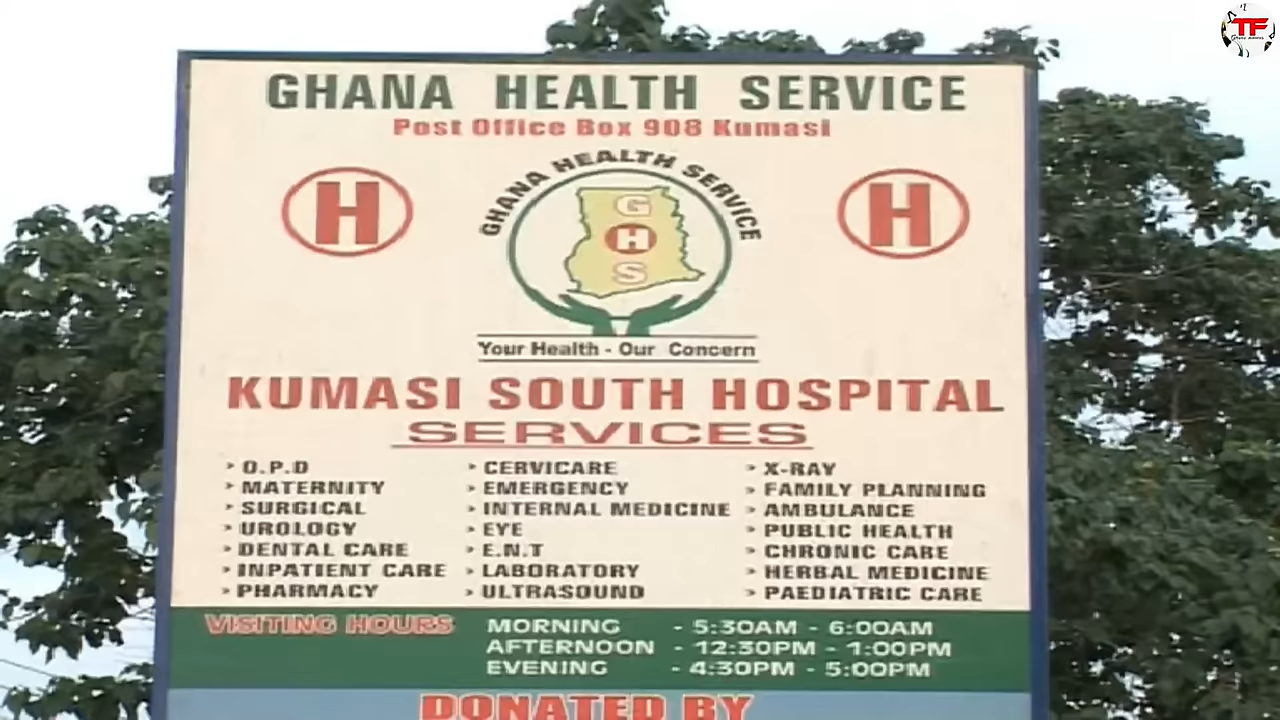 GHANA HEALTH SERVICE
Post Office Box 908 Kumasi
GHANA HEALTH SERVICE
H
G
H
S
H
Your Health - Our Concern
KUMASI SOUTH HOSPITAL
SERVICES
O.P.D
MATERNITY
SURGICAL
UROLOGY
DENTAL CARE
INPATIENT CARE
PHARMACY
CERVICARE
EMERGENCY
INTERNAL MEDICINE
EYE
E.N.T
LABORATORY
ULTRASOUND
X-RAY
FAMILY PLANNING
AMBULANCE
PUBLIC HEALTH
CHRONIC CARE
HERBAL MEDICINE
PAEDIATRIC CARE
VISITING HOURS
MORNING - 5:30AM - 6:00AM
AFTERNOON - 12:30PM - 1:00PM
EVENING - 4:30PM - 5:00PM
DONATED BY
TF